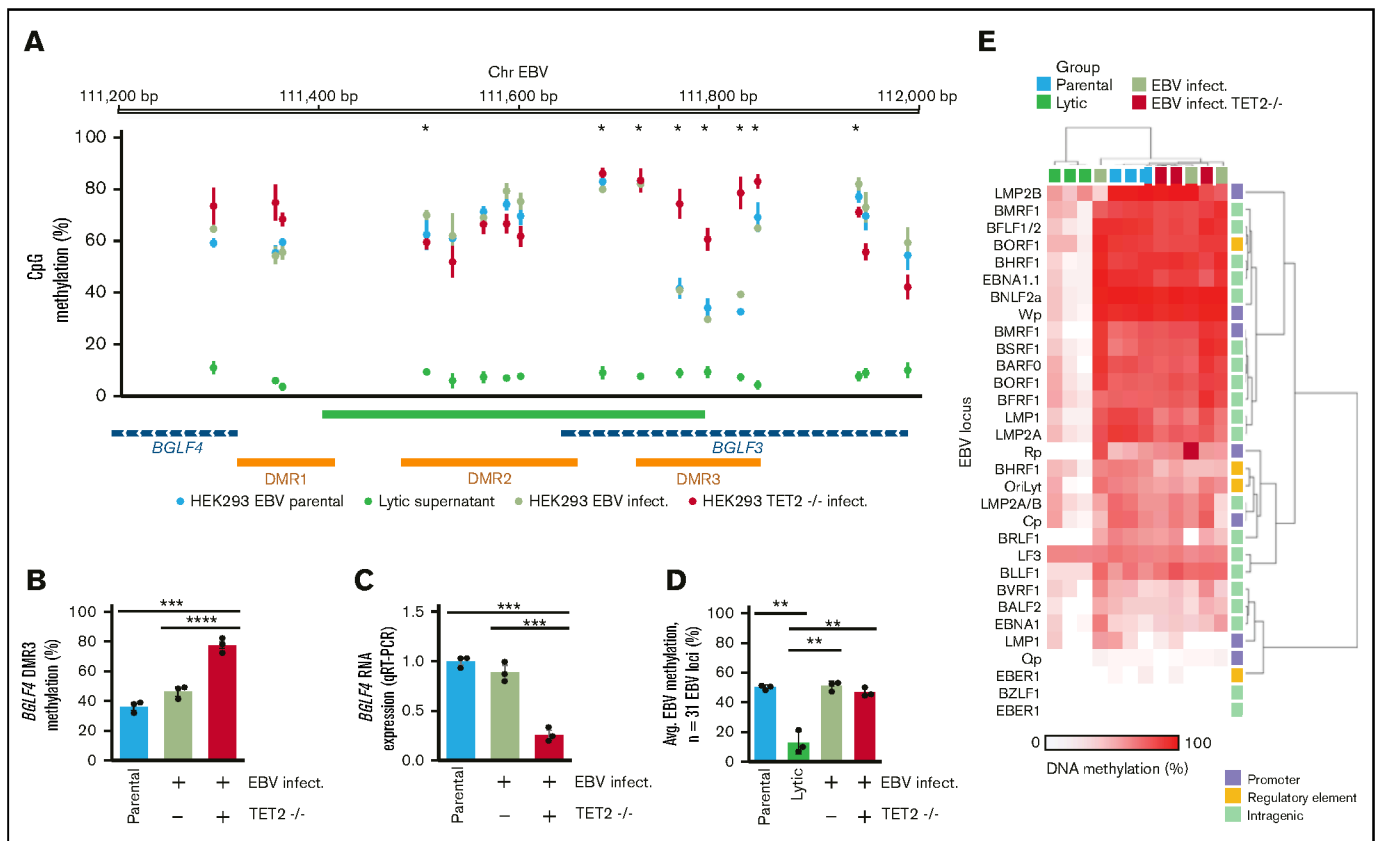 A
Chr EBV
111,200 bp 111,400 bp 111,600 bp 111,800 bp 112,000 bp
* * * * * * * *
CpG
methylation (%)
100
80
60
40
20
0
BGLF4
BGLF3
DMR1 DMR2 DMR3
HEK293 EBV parental Lytic supernatant HEK293 EBV infect. HEK293 TET2 -/- infect.
B
BGLF4 DMR3
methylation (%)
100
80
60
40
20
0
***
****
Parental
+ + EBV infect.
– + TET2 -/-
C
BGLF4 RNA
expression (qRT-PCR)
1.5
1.0
0.5
0.0
***
***
Parental
+ + EBV infect.
– + TET2 -/-
D
Avg. EBV methylation,
n = 31 EBV loci (%)
100
80
60
40
20
0
**
**
**
Parental
Lytic
+ + EBV infect.
– + TET2 -/-
E
Group
Parental EBV infect.
Lytic EBV infect. TET2-/-
EBV locus
LMP2B
BMRF1
BFLF1/2
BORF1
BHRF1
EBNA1.1
BNLF2a
Wp
BMRF1
BSRF1
BARF0
BORF1
BFRF1
LMP1
LMP2A
Rp
BHRF1
OriLyt
LMP2A/B
Cp
BRLF1
LF3
BLLF1
BVRF1
BALF2
EBNA1
LMP1
Qp
EBER1
BZLF1
EBER1
0 100
DNA methylation (%)
Promoter
Regulatory element
Intragenic